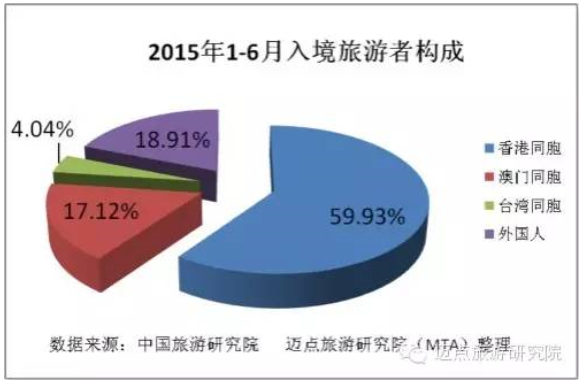 2015年1-6月入境旅游者构成
4.04%
18.91%
17.12%
59.93%
香港同胞
澳门同胞
台湾同胞
外国人
数据来源：中国旅游研究院 迈点旅游研究院（MTA）整理
迈点旅游研究院